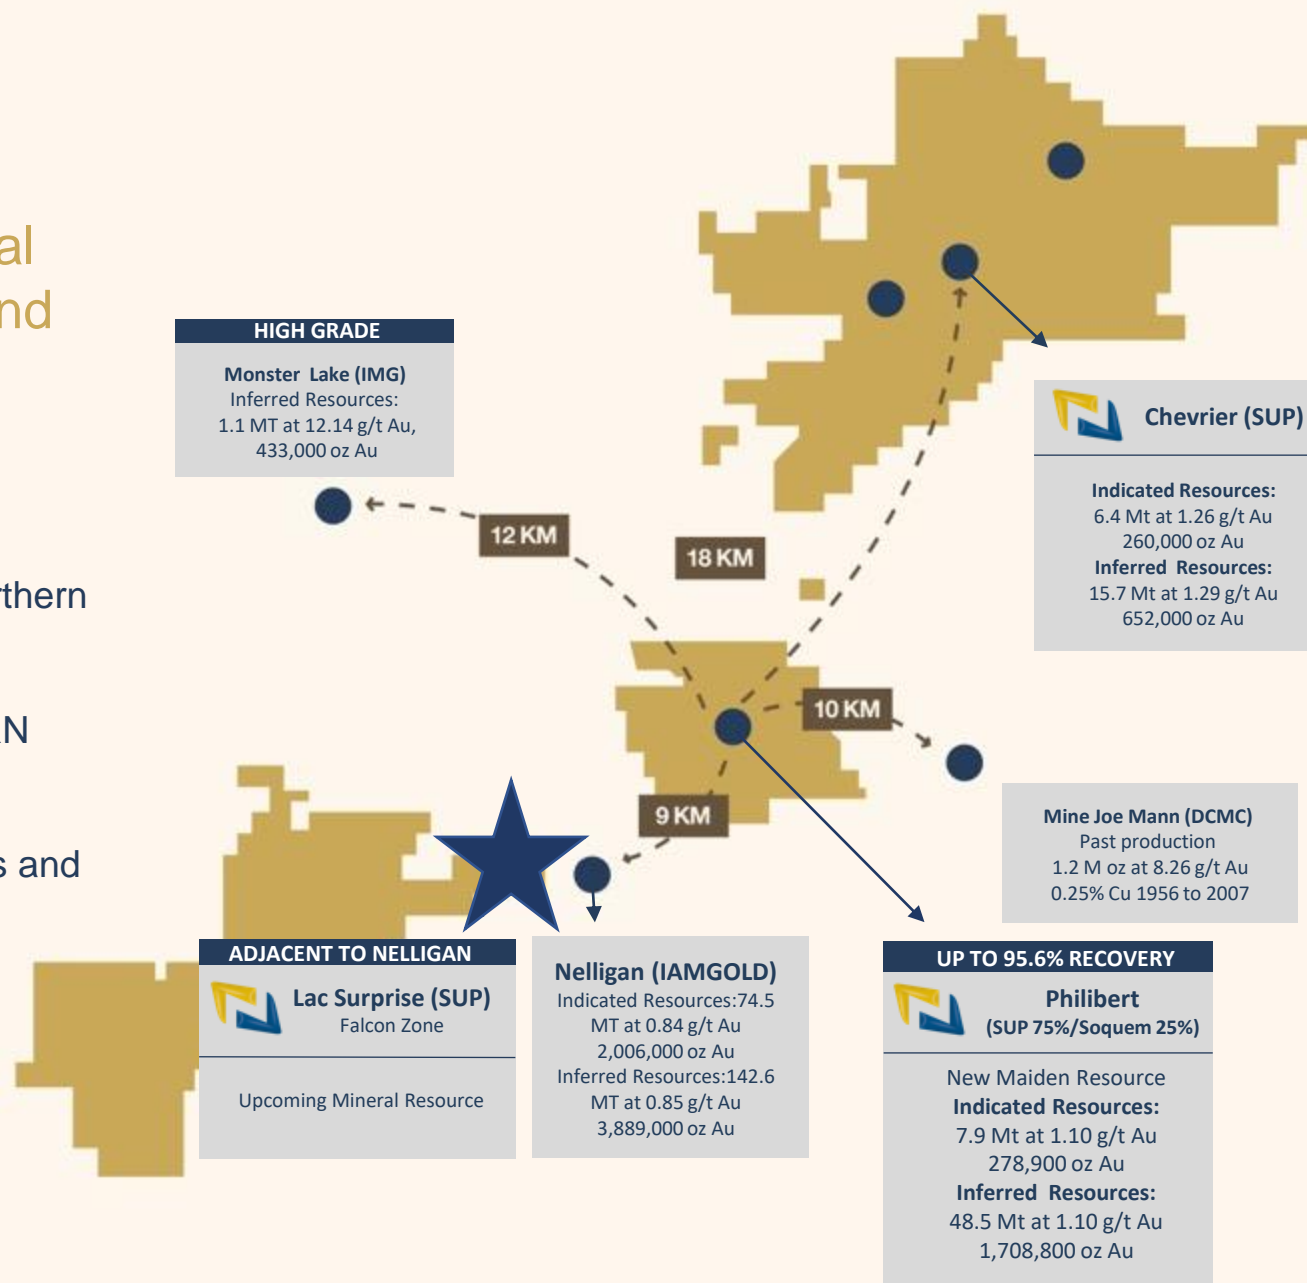 al
nd
rthern
AN
s and
HIGH GRADE
Monster Lake (IMG)
Inferred Resources:
1.1 MT at 12.14 g/t Au,
433,000 oz Au
12 KM
18 KM
10 KM
9 KM
Chevrier (SUP)
Indicated Resources:
6.4 Mt at 1.26 g/t Au
260,000 oz Au
Inferred Resources:
15.7 Mt at 1.29 g/t Au
652,000 oz Au
Mine Joe Mann (DCMC)
Past production
1.2 M oz at 8.26 g/t Au
0.25% Cu 1956 to 2007
ADJACENT TO NELLIGAN
Lac Surprise (SUP)
Falcon Zone
Upcoming Mineral Resource
Nelligan (IAMGOLD)
Indicated Resources:74.5
MT at 0.84 g/t Au
2,006,000 oz Au
Inferred Resources:142.6
MT at 0.85 g/t Au
3,889,000 oz Au
UP TO 95.6% RECOVERY
Philibert
(SUP 75%/Soquem 25%)
New Maiden Resource
Indicated Resources:
7.9 Mt at 1.10 g/t Au
278,900 oz Au
Inferred Resources:
48.5 Mt at 1.10 g/t Au
1,708,800 oz Au